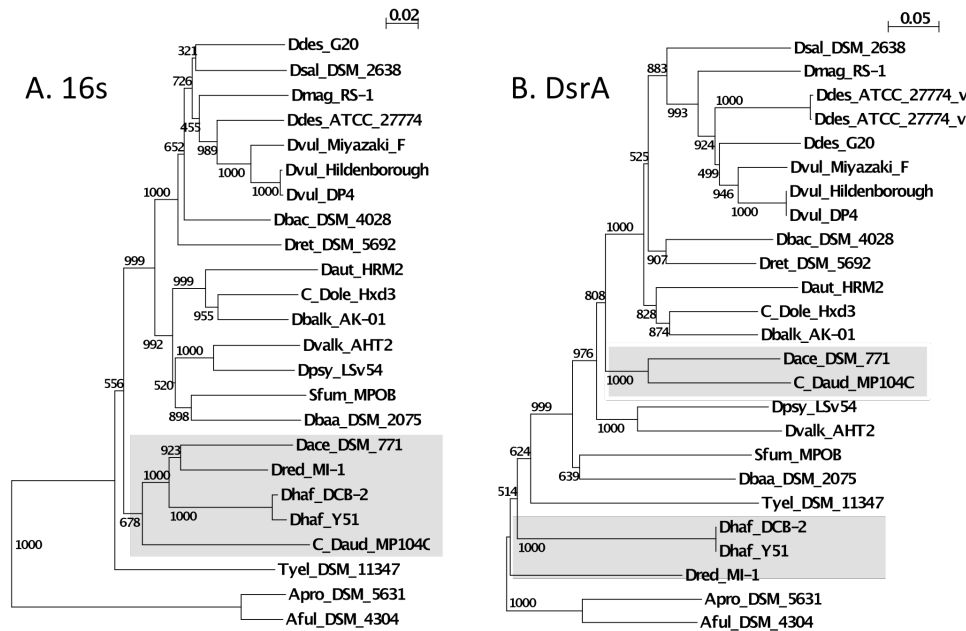 0.02
A. 16s
321
Ddes_G20
Dsal_DSM_2638
726
Dmag_RS-1
455
Ddes_ATCC_27774
989
652
Dvul_Miyazaki_F
1000
Dvul_Hildenborough
1000
Dvul_DP4
1000
Dbac_DSM_4028
Dret_DSM_5692
999
Daut_HRM2
999
C_Dole_Hxd3
955
Dbalk_AK-01
992
Dvalk_AHT2
1000
Dpsy_LSv54
520
Sfum_MPOB
898
Dbaa_DSM_2075
556
Dace_DSM_771
923
Dred_MI-1
1000
Dhaf_DCB-2
1000
Dhaf_Y51
678
C_Daud_MP104C
1000
Tyel_DSM_11347
Apro_DSM_5631
Aful_DSM_4304
0.05
B. DsrA
883
Dsal_DSM_2638
Dmag_RS-1
993
1000
Ddes_ATCC_27774_v
Ddes_ATCC_27774_v
924
Ddes_G20
525
499
Dvul_Miyazaki_F
946
Dvul_Hildenborough
1000
Dvul_DP4
1000
Dbac_DSM_4028
907
Dret_DSM_5692
808
Daut_HRM2
828
C_Dole_Hxd3
874
Dbalk_AK-01
976
Dace_DSM_771
1000
C_Daud_MP104C
999
Dpsy_LSv54
1000
Dvalk_AHT2
624
Sfum_MPOB
639
Dbaa_DSM_2075
514
Tyel_DSM_11347
Dhaf_DCB-2
1000
Dhaf_Y51
Dred_MI-1
1000
Apro_DSM_5631
Aful_DSM_4304